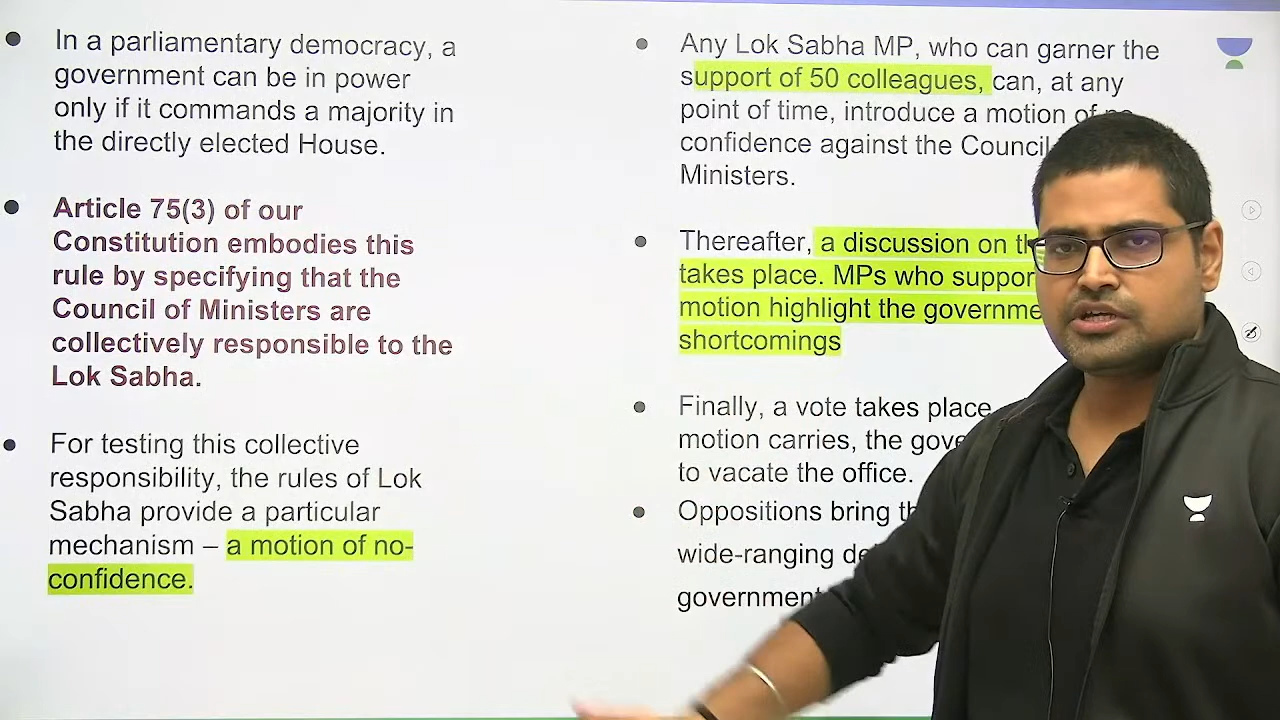 In a parliamentary democracy, a
government can be in power
only if it commands a majority in
the directly elected House.
Article 75(3) of our
Constitution embodies this
rule by specifying that the
Council of Ministers are
collectively responsible to the
Lok Sabha.
For testing this collective
responsibility, the rules of Lok
Sabha provide a particular
mechanism – a motion of no-
confidence.
Any Lok Sabha MP, who can garner the
support of 50 colleagues, can, at any
point of time, introduce a motion of
confidence against the Council
Ministers.
Thereafter, a discussion on
takes place. MPs who support
motion highlight the
shortcomings
Finally, a vote takes place
motion carries, the
to vacate the office.
Oppositions bring
wide-ranging
government